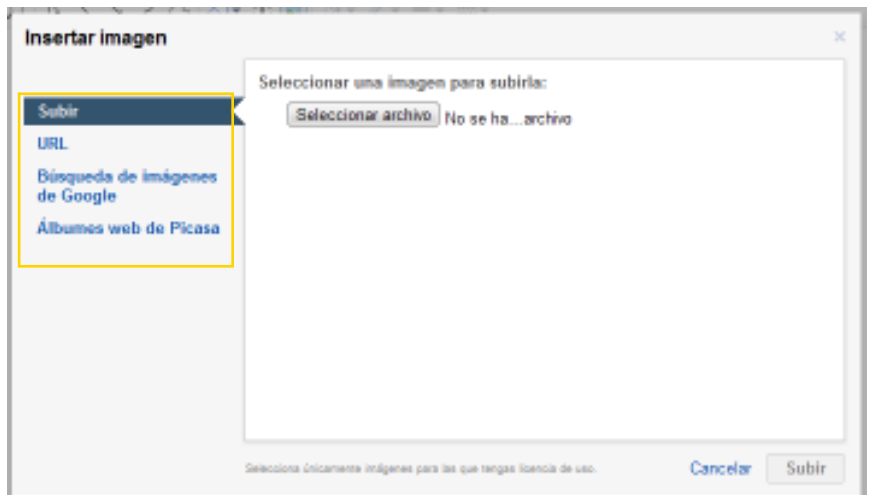 Insertar imagen
×
Seleccionar una imagen para subirla:
Subir
Seleccionar archivo No se ha...archivo
URL
Búsqueda de imágenes
de Google
Álbumes web de Picasa
Selecciona únicamente imágenes para las que tengas licencia de uso.
Cancelar Subir